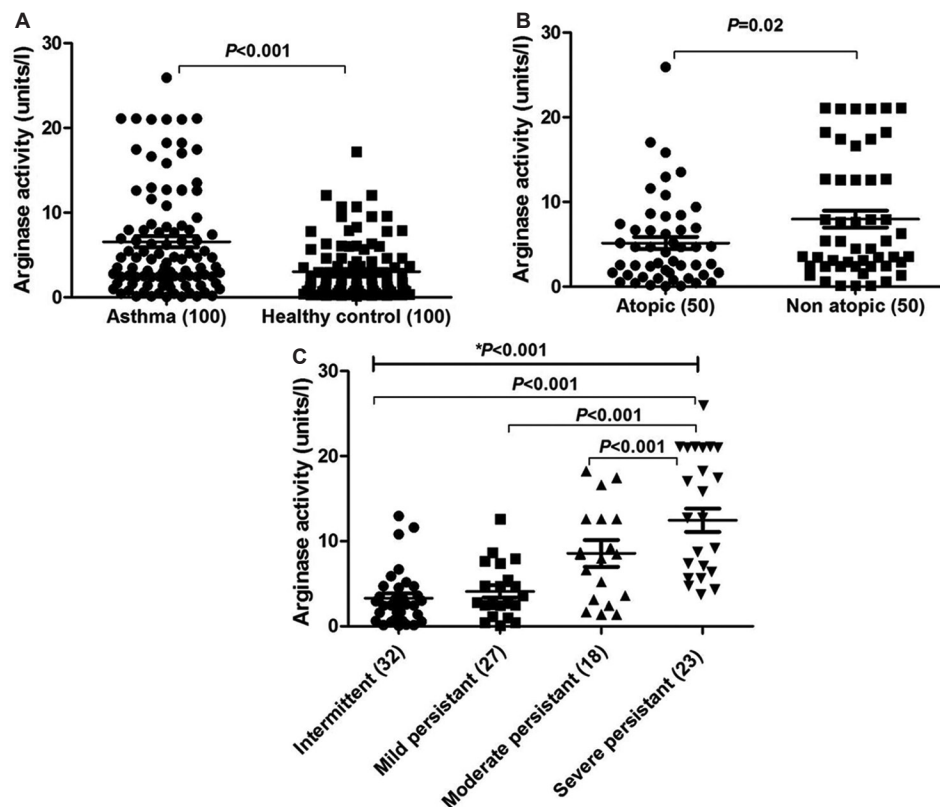 A
Arginase activity (units/l)
30
20
10
0
P<0.001
Asthma (100)
Healthy control (100)
B
Arginase activity (units/l)
30
20
10
0
P=0.02
Atopic (50)
Non atopic (50)
C
Arginase activity (units/l)
30
20
10
0
*P<0.001
P<0.001
P<0.001
P<0.001
Intermittent (32)
Mild persistant (27)
Moderate persistant (18)
Severe persistant (23)